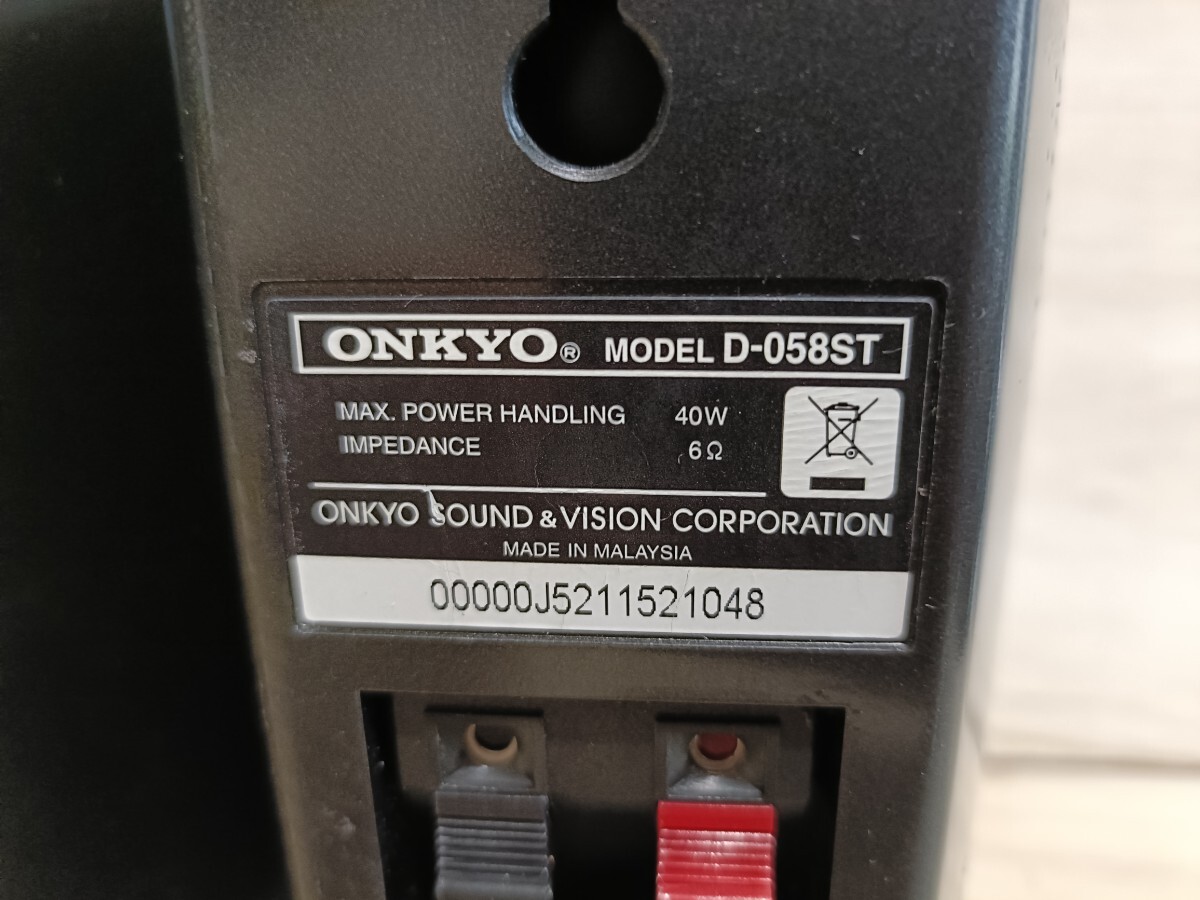 ONKYO® MODEL D-058ST
MAX. POWER HANDLING 40W
IMPEDANCE 6Ω
ONKYO SOUND & VISION CORPORATION
MADE IN MALAYSIA
00000J5211521048